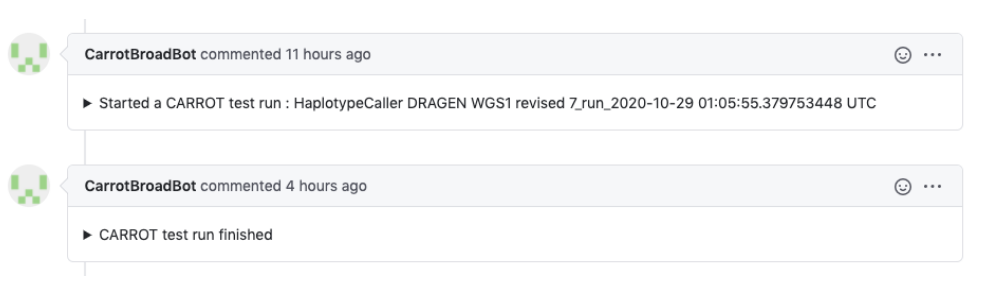 CarrotBroadBot commented 11 hours ago
Started a CARROT test run : HaplotypeCaller DRAGEN WGS1 revised 7_run_2020-10-29 01:05:55.379753448 UTC
CarrotBroadBot commented 4 hours ago
CARROT test run finished